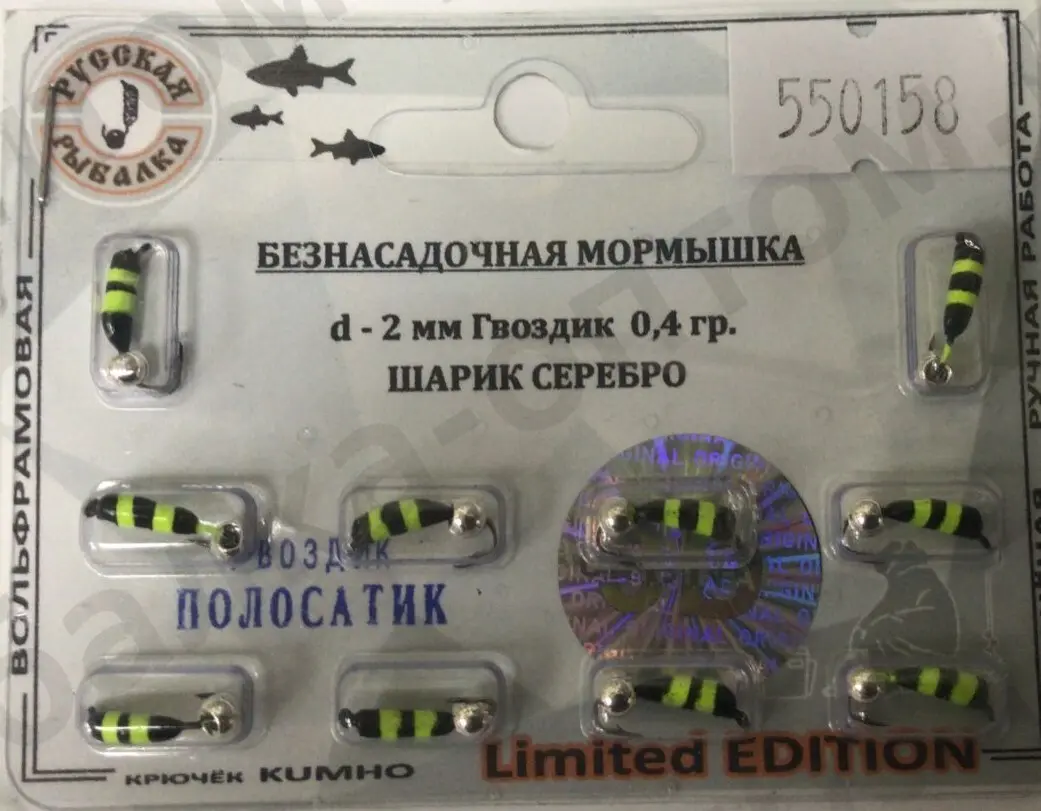 РУССКАЯ
РЫБАЛКА
550158
БЕЗНАСАДОЧНАЯ МОРМЫШКА
d - 2 мм Гвоздик 0,4 гр.
ШАРИК СЕРЕБРО
ВОЛЬФРАМОВАЯ
РУЧНАЯ РАБОТА
ГВОЗДИК
ПОЛОСАТИК
КРЮЧЁК KUMHO
Limited EDITION